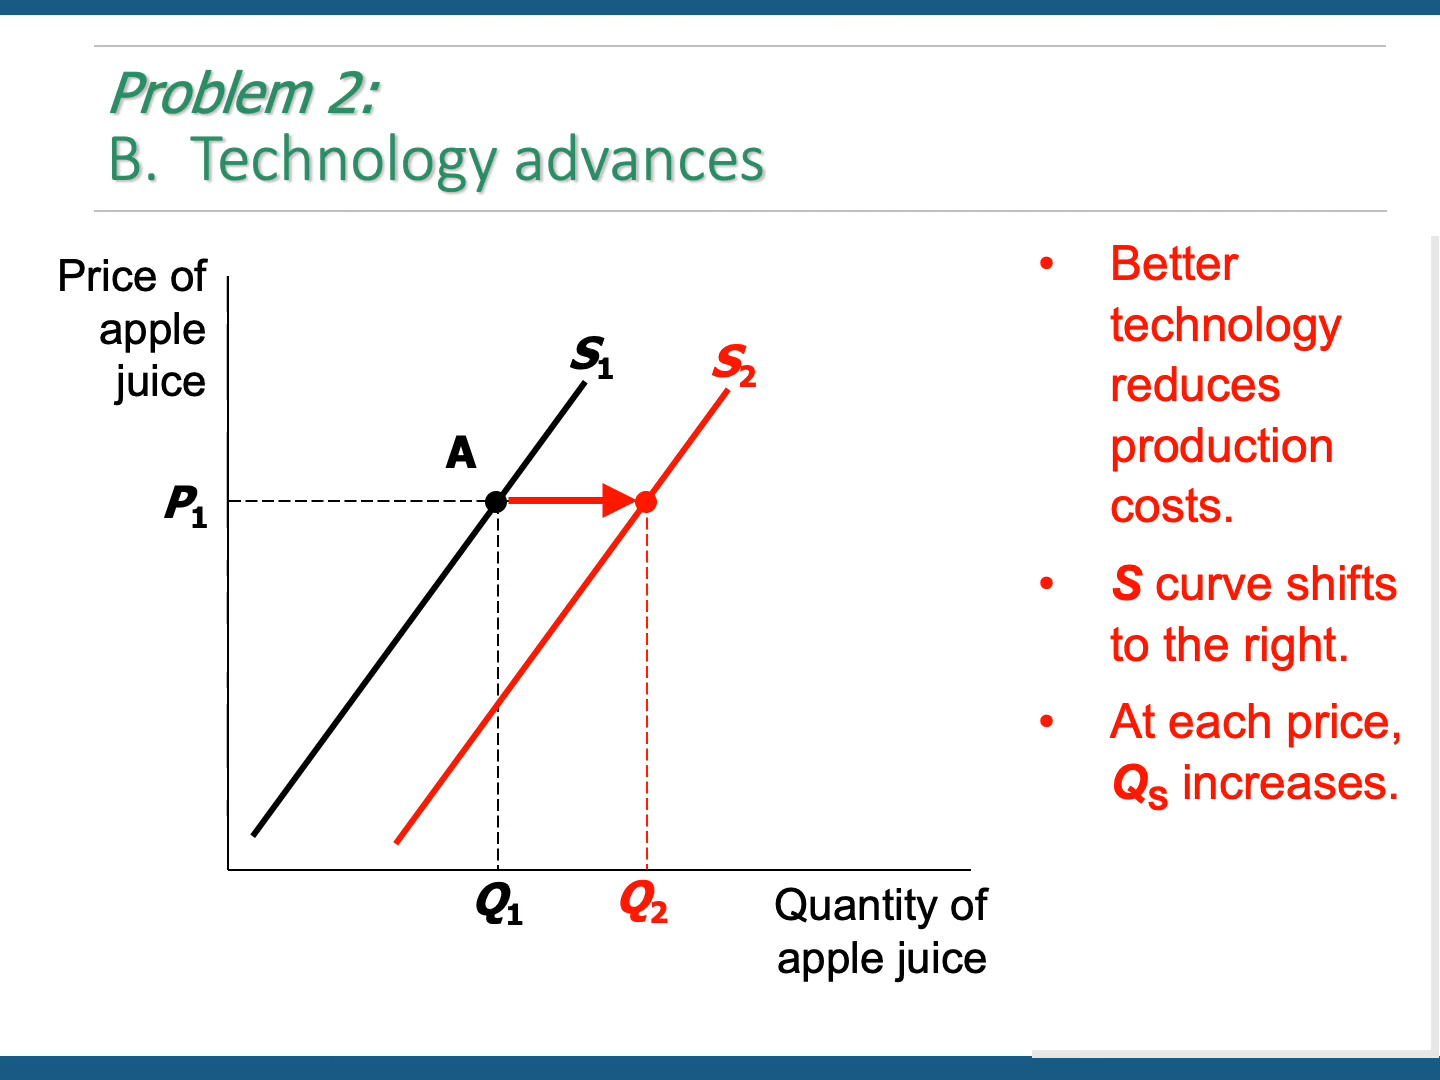 Problem 2:
B. Technology advances
Price of
apple
juice
S1
S2
A
P1
Q1
Q2
Quantity of
apple juice
• Better
technology
reduces
production
costs.
• S curve shifts
to the right.
• At each price,
QS increases.